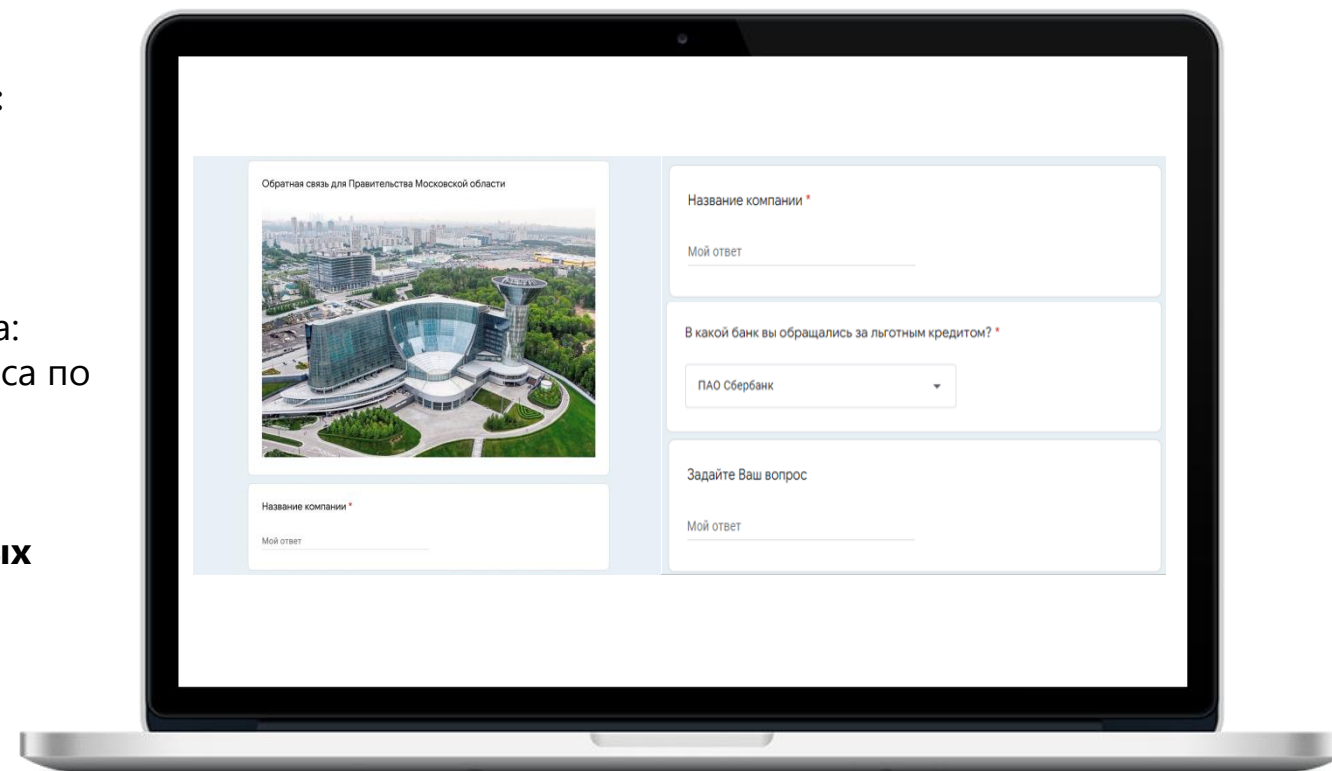 :
а:
са по
ых
Обратная связь для Правительства Московской области
Название компании *
Мой ответ
Название компании *
Мой ответ
В какой банк вы обращались за льготным кредитом? *
ПАО Сбербанк
Задайте Ваш вопрос
Мой ответ